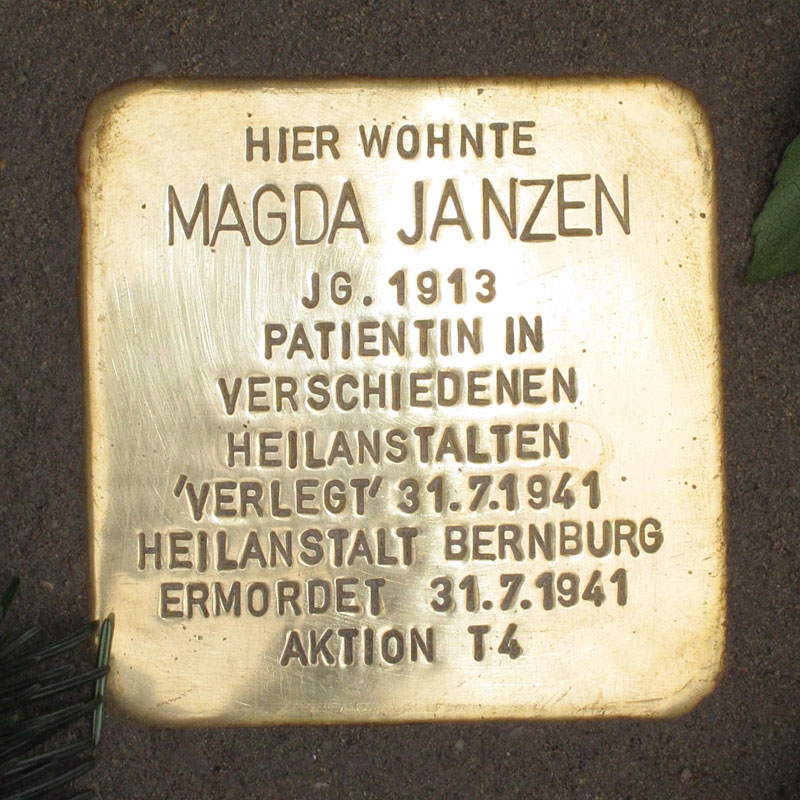 HIER WOHNTE
MAGDA JANZEN
JG. 1913
PATIENTIN IN
VERSCHIEDENEN
HEILANSTALTEN
'VERLEGT' 31.7.1941
HEILANSTALT BERNBURG
ERMORDET 31.7.1941
AKTION T4